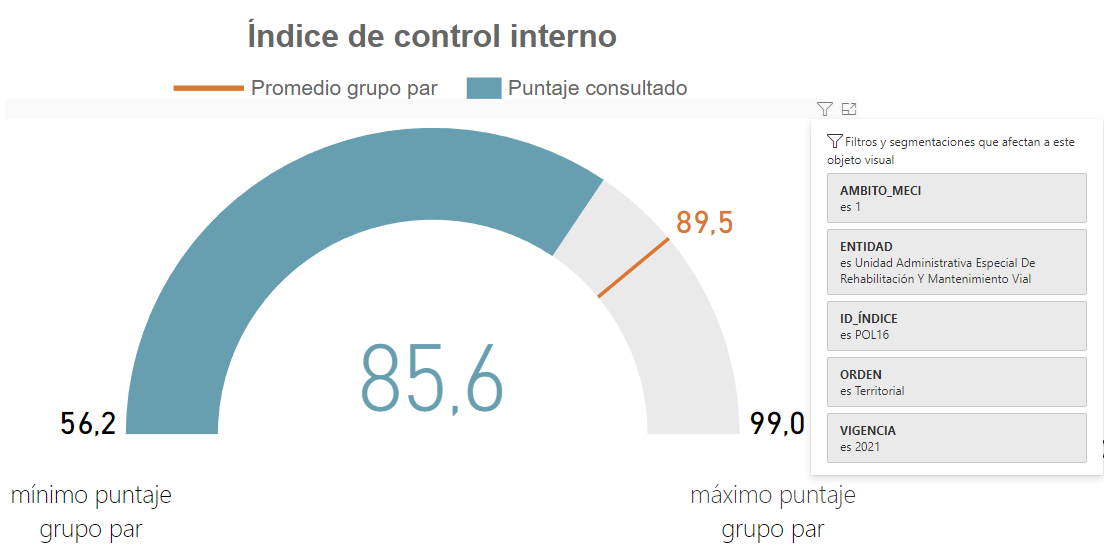 Índice de control interno
Promedio grupo par
Puntaje consultado
Filtros y segmentaciones que afectan a este
objeto visual
AMBITO_MECI
es 1
ENTIDAD
es Unidad Administrativa Especial De
Rehabilitación Y Mantenimiento Vial
ID_ÍNDICE
es POL16
ORDEN
es Territorial
VIGENCIA
es 2021
89,5
85,6
56,2
99,0
mínimo puntaje
grupo par
máximo puntaje
grupo par